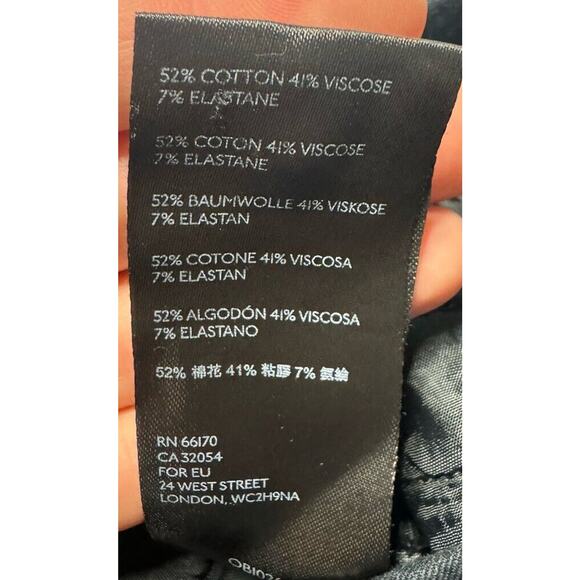 52% COTTON 41% VISCOSE
7% ELASTANE
52% COTON 41% VISCOSE
7% ELASTANE
52% BAUMWOLLE 41% VISKOSE
7% ELASTAN
52% COTONE 41% VISCOSA
7% ELASTAN
52% ALGODÓN 41% VISCOSA
7% ELASTANO
52% 棉花 41% 粘膠 7% 氨綸
RN 66170
CA 32054
FOR EU
24 WEST STREET
LONDON, WC2H9NA